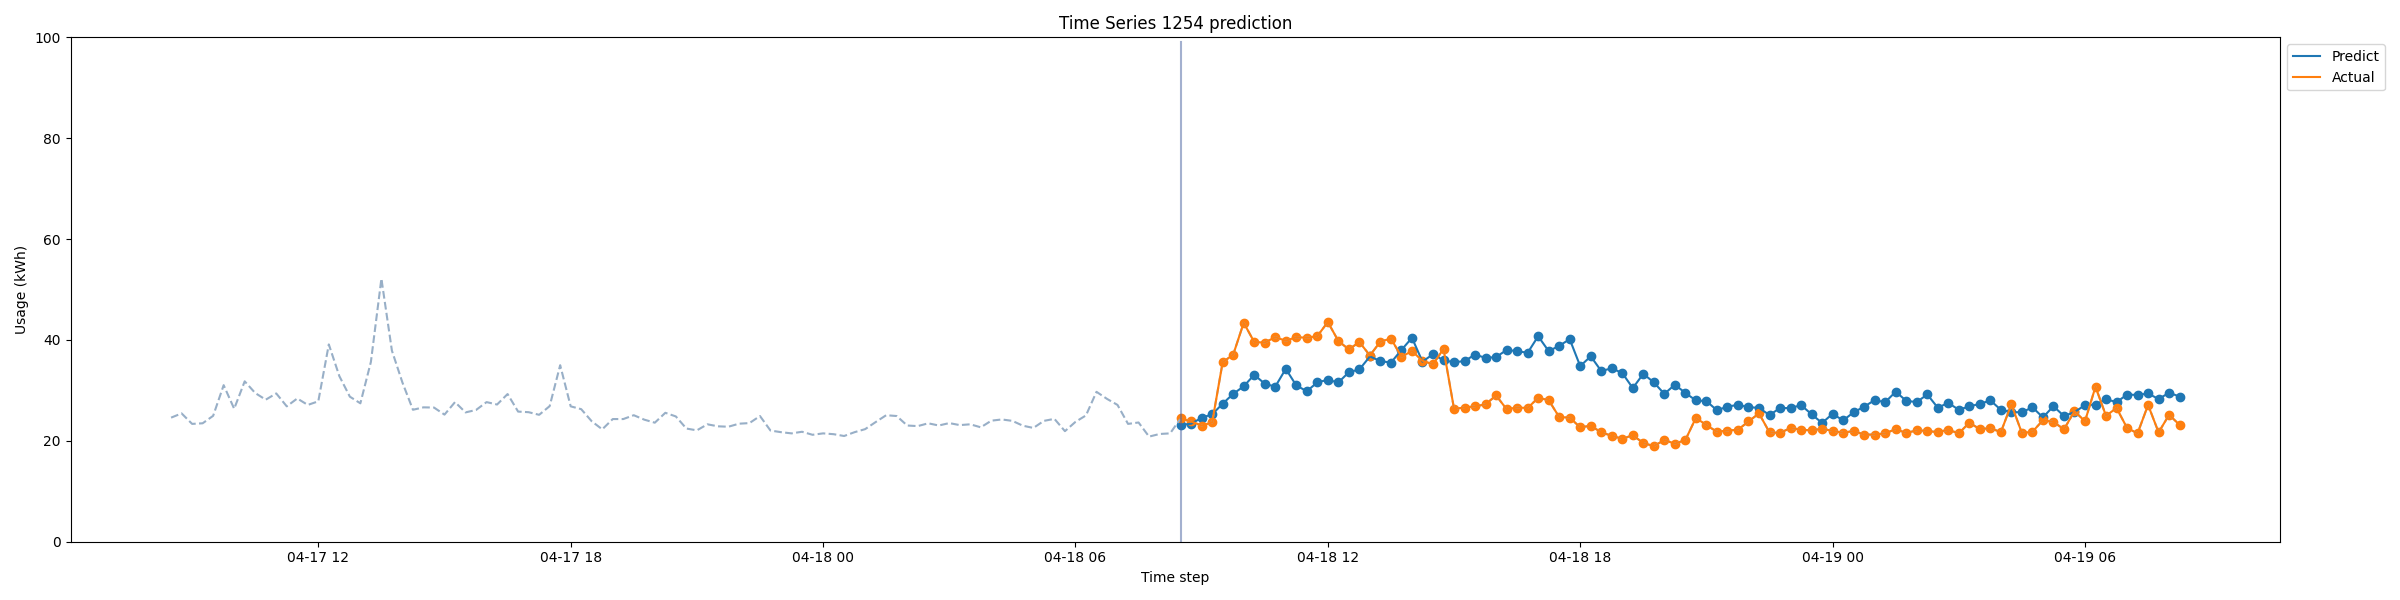 Time Series 1254 prediction
Predict
Actual
Usage (kWh)
100
80
60
40
20
0
04-17 12
04-17 18
04-18 00
04-18 06
04-18 12
04-18 18
04-19 00
04-19 06
Time step